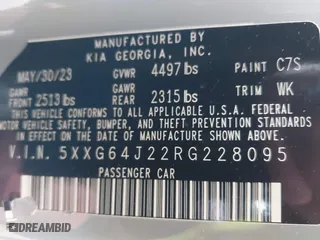 MANUFACTURED BY
KIA GEORGIA, INC.
MAY/30/23 GVWR 4497 lbs PAINT C7S
GAWR FRONT 2513 lbs GAWR REAR 2315 lbs TRIM WK
THIS VEHICLE CONFORMS TO ALL APPLICABLE U.S.A. FEDERAL
MOTOR VEHICLE SAFETY, BUMPER, AND THEFT PREVENTION
STANDARDS IN EFFECT ON THE DATE OF MANUFACTURE SHOWN ABOVE.
V.I.N. 5XXG64J22RG228095
PASSENGER CAR
DREAMBID